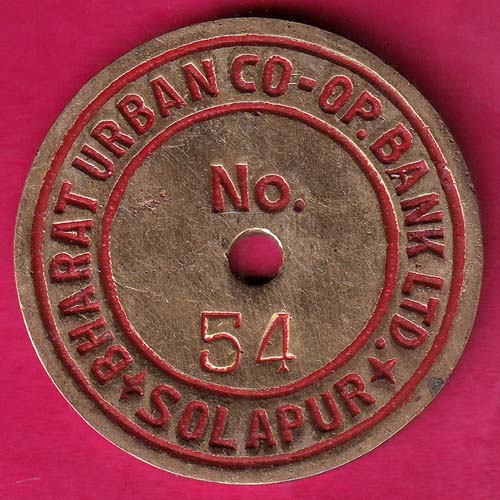 BHARAT URBAN CO-OP. BANK LTD.
No.
54
SOLAPUR